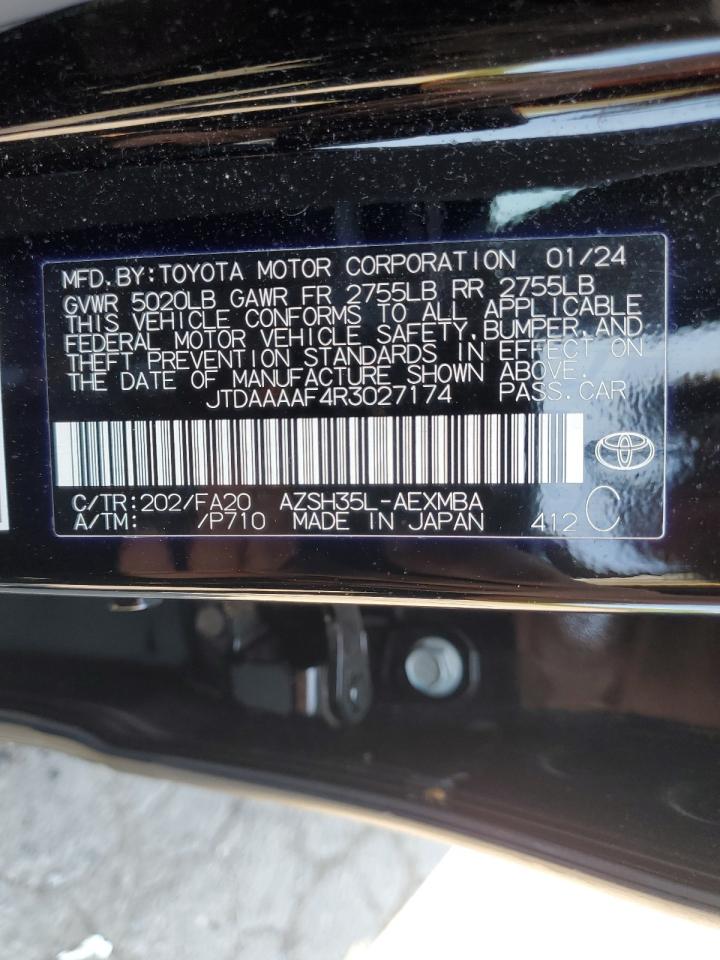 MFD.BY:TOYOTA MOTOR CORPORATION 01/24
GVWR 5020LB GAWR FR 2755LB RR 2755LB
THIS VEHICLE CONFORMS TO ALL APPLICABLE
FEDERAL MOTOR VEHICLE SAFETY,BUMPER,AND
THEFT PREVENTION STANDARDS IN EFFECT ON
THE DATE OF MANUFACTURE SHOWN ABOVE.
JTDAAAAF4R3027174 PASS.CAR
C/TR:202/FA20 AZSH35L-AEXMBA
A/TM: /P710 MADE IN JAPAN 412 C